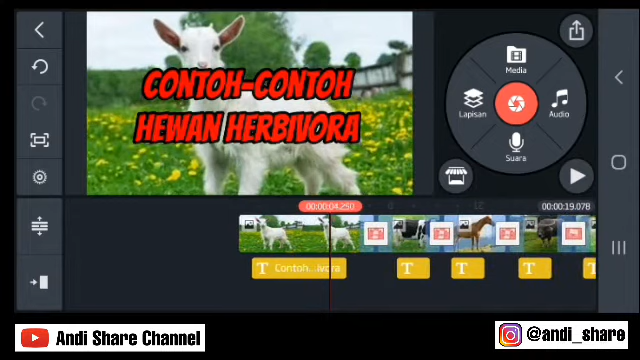 CONTOH-CONTOH
HEWAN HERBIVORA
Media
Lapisan
Audio
Suara
00:00:04.250
00:00:19.078
T Contoh...ivora
T
T
T
T
Andi Share Channel
@andi_share